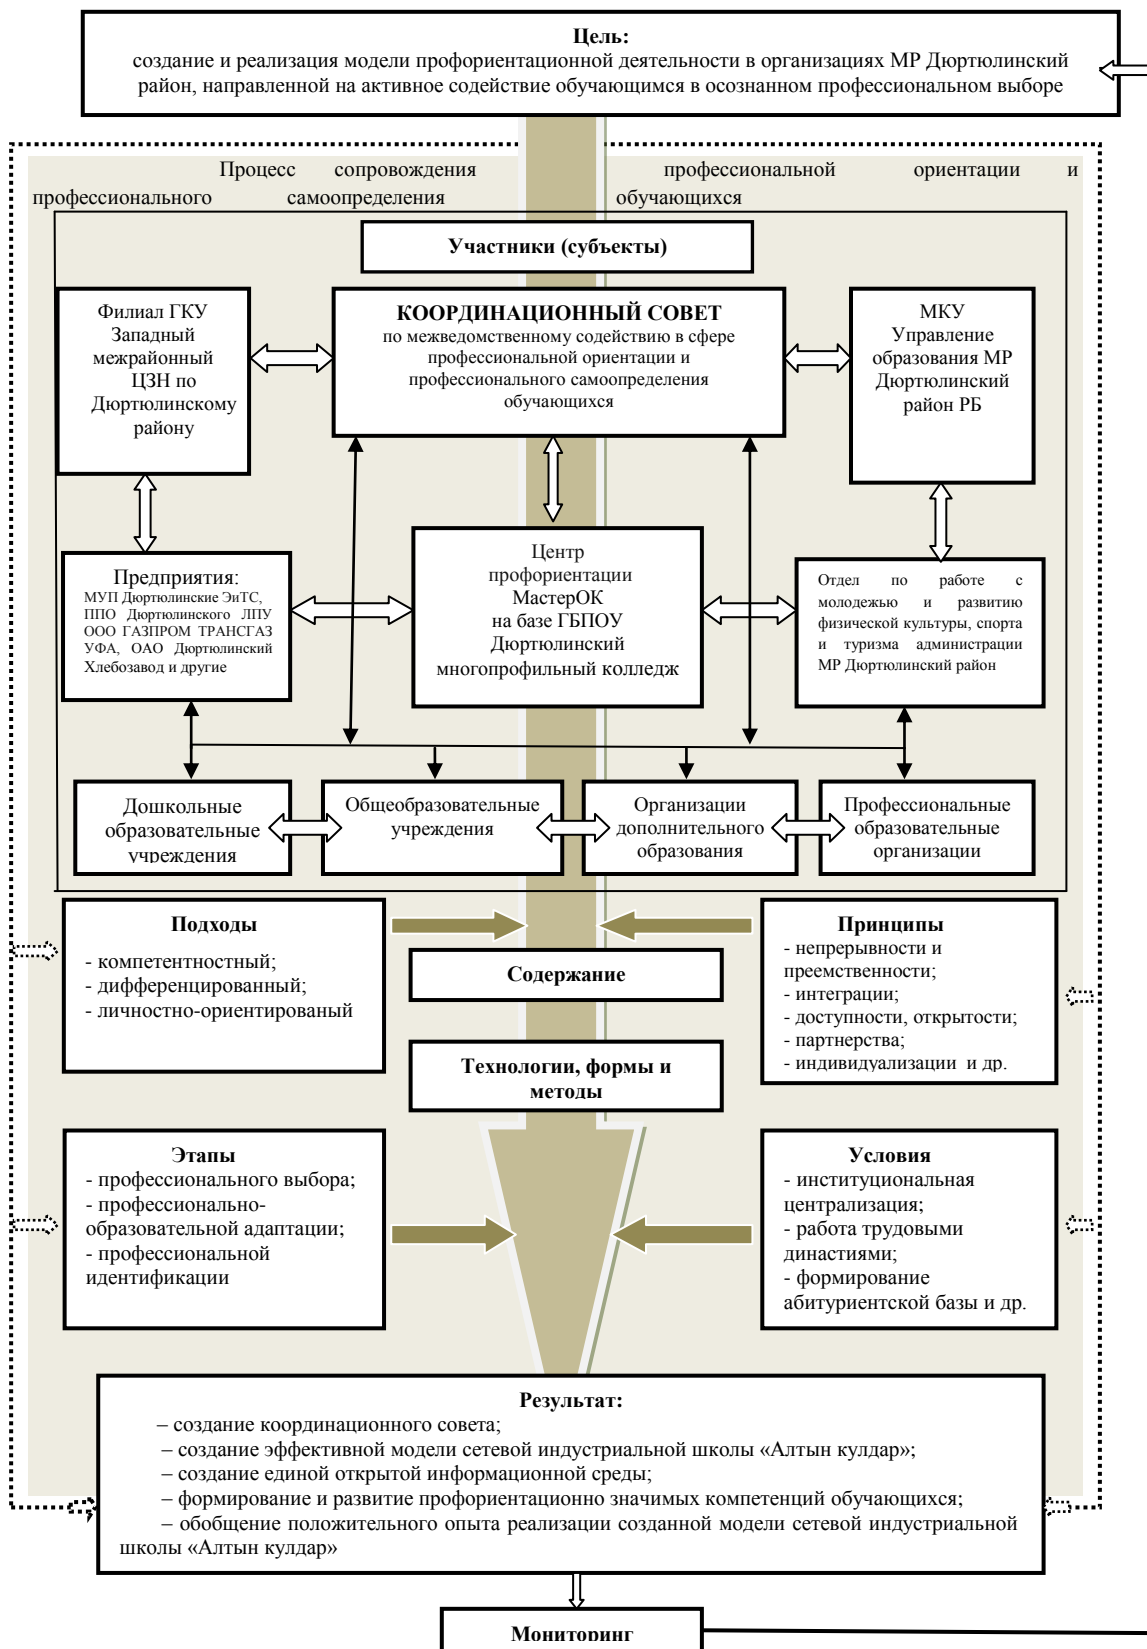 Цель:
создание и реализация модели профориентационной деятельности в организациях МР Дюртюлинский
район, направленной на активное содействие обучающимся в осознанном профессиональном выборе
Процесс сопровождения профессиональной ориентации и
профессионального самоопределения обучающихся
Участники (субъекты)
Филиал ГКУ
Западный
межрайонный
ЦЗН по
Дюртюлинскому
району
КООРДИНАЦИОННЫЙ СОВЕТ
по межведомственному содействию в сфере
профессиональной ориентации и
профессионального самоопределения
обучающихся
МКУ
Управление
образования МР
Дюртюлинский
район РБ
Предприятия:
МУП Дюртюлинские ЭиТС,
ППО Дюртюлинского ЛПУ
ООО ГАЗПРОМ ТРАНСГАЗ
УФА, ОАО Дюртюлинский
Хлебозавод и другие
Центр
профориентации
МастерОК
на базе ГБПОУ
Дюртюлинский
многопрофильный колледж
Отдел по работе с
молодежью и развитию
физической культуры, спорта
и туризма администрации
МР Дюртюлинский район
Дошкольные
образовательные
учреждения
Общеобразовательные
учреждения
Организации
дополнительного
образования
Профессиональные
образовательные
организации
Подходы
- компетентностный;
- дифференцированный;
- личностно-ориентированый
Содержание
Принципы
- непрерывности и
преемственности;
- интеграции;
- доступности, открытости;
- партнерства;
- индивидуализации и др.
Технологии, формы и
методы
Этапы
- профессионального выбора;
- профессионально-
образовательной адаптации;
- профессиональной
идентификации
Условия
- институциональная
централизация;
- работа трудовыми
династиями;
- формирование
абитуриентской базы и др.
Результат:
– создание координационного совета;
– создание эффективной модели сетевой индустриальной школы «Алтын кулдар»;
– создание единой открытой информационной среды;
– формирование и развитие профориентационно значимых компетенций обучающихся;
– обобщение положительного опыта реализации созданной модели сетевой индустриальной
школы «Алтын кулдар»
Мониторинг